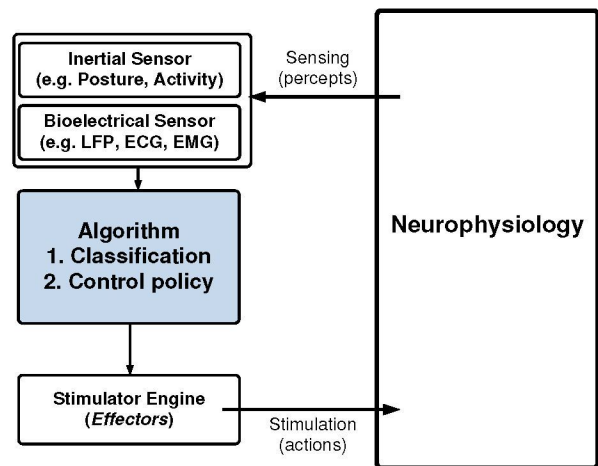 Inertial Sensor
(e.g. Posture, Activity)
Bioelectrical Sensor
(e.g. LFP, ECG, EMG)
Sensing
(percepts)
Algorithm
1. Classification
2. Control policy
Neurophysiology
Stimulator Engine
(Effectors)
Stimulation
(actions)